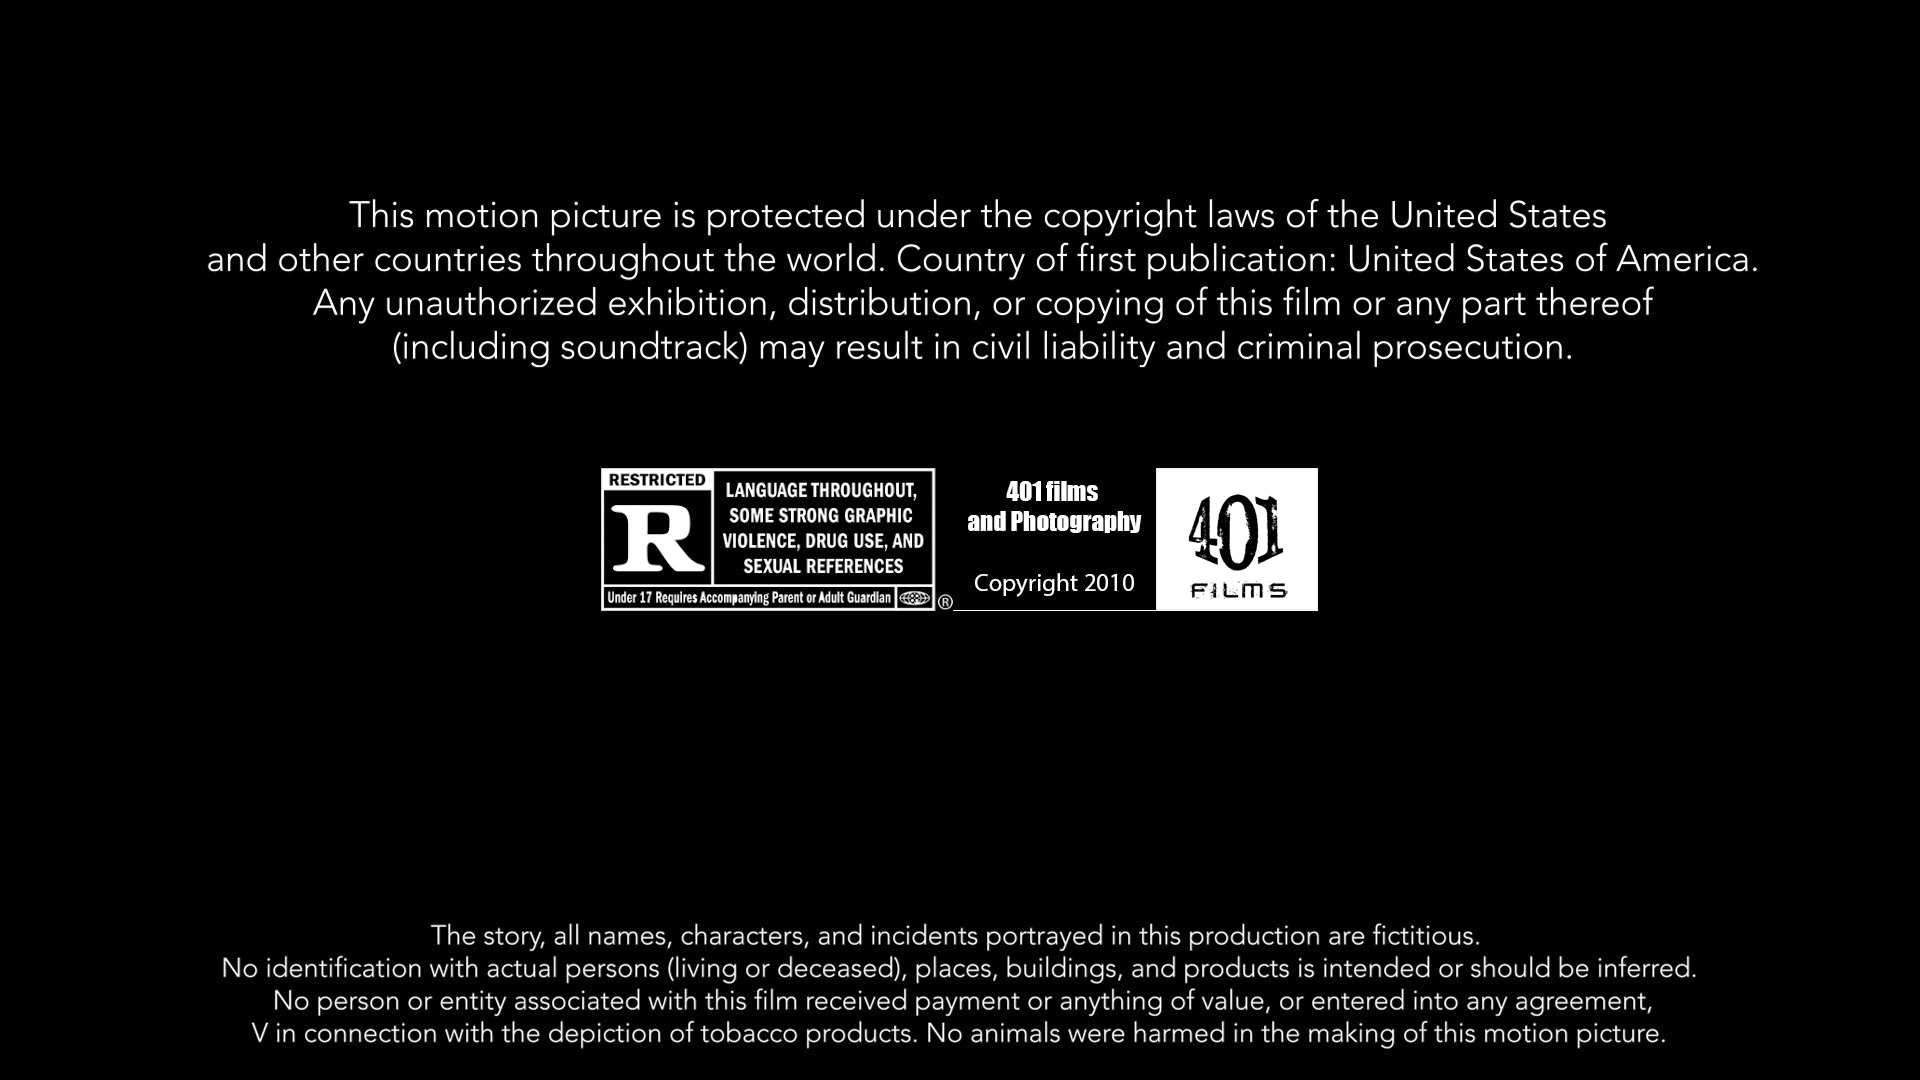 This motion picture is protected under the copyright laws of the United States
and other countries throughout the world. Country of first publication: United States of America.
Any unauthorized exhibition, distribution, or copying of this film or any part thereof
(including soundtrack) may result in civil liability and criminal prosecution.
RESTRICTED
R
LANGUAGE THROUGHOUT,
SOME STRONG GRAPHIC
VIOLENCE, DRUG USE, AND
SEXUAL REFERENCES
Under 17 Requires Accompanying Parent or Adult Guardian
®
401 films
and Photography
Copyright 2010
401
FILMS
The story, all names, characters, and incidents portrayed in this production are fictitious.
No identification with actual persons (living or deceased), places, buildings, and products is intended or should be inferred.
No person or entity associated with this film received payment or anything of value, or entered into any agreement,
V in connection with the depiction of tobacco products. No animals were harmed in the making of this motion picture.